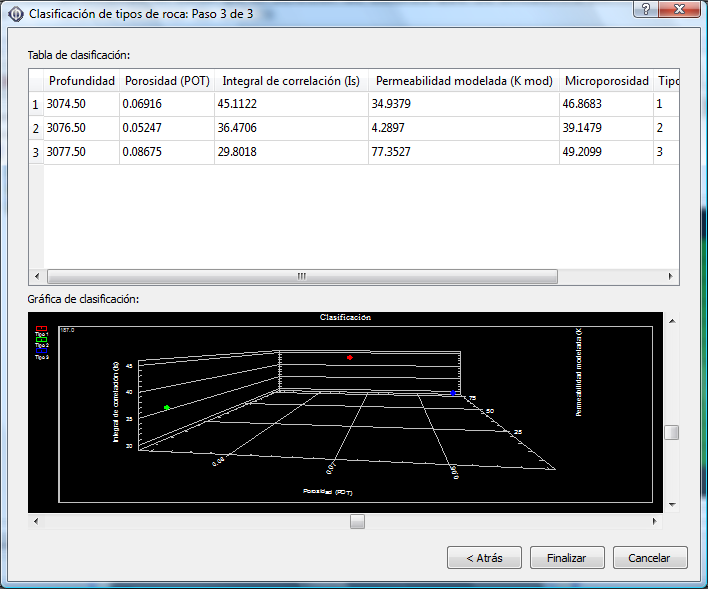 Clasificación de tipos de roca: Paso 3 de 3
Tabla de clasificación:
Profundidad Porosidad (POT) Integral de correlación (Is) Permeabilidad modelada (K mod) Microporosidad Tipo
1 3074.50 0.06916 45.1122 34.9379 46.8683 1
2 3076.50 0.05247 36.4706 4.2897 39.1479 2
3 3077.50 0.08675 29.8018 77.3527 49.2099 3
Gráfica de clasificación:
Clasificación
Tipo 1
Tipo 2
Tipo 3
187.0
Integral de correlación (Is)
45
40
35
30
Permeabilidad modelada (K
75
50
25
0.06
0.07
0.08
Porosidad (POT)
< Atrás Finalizar Cancelar